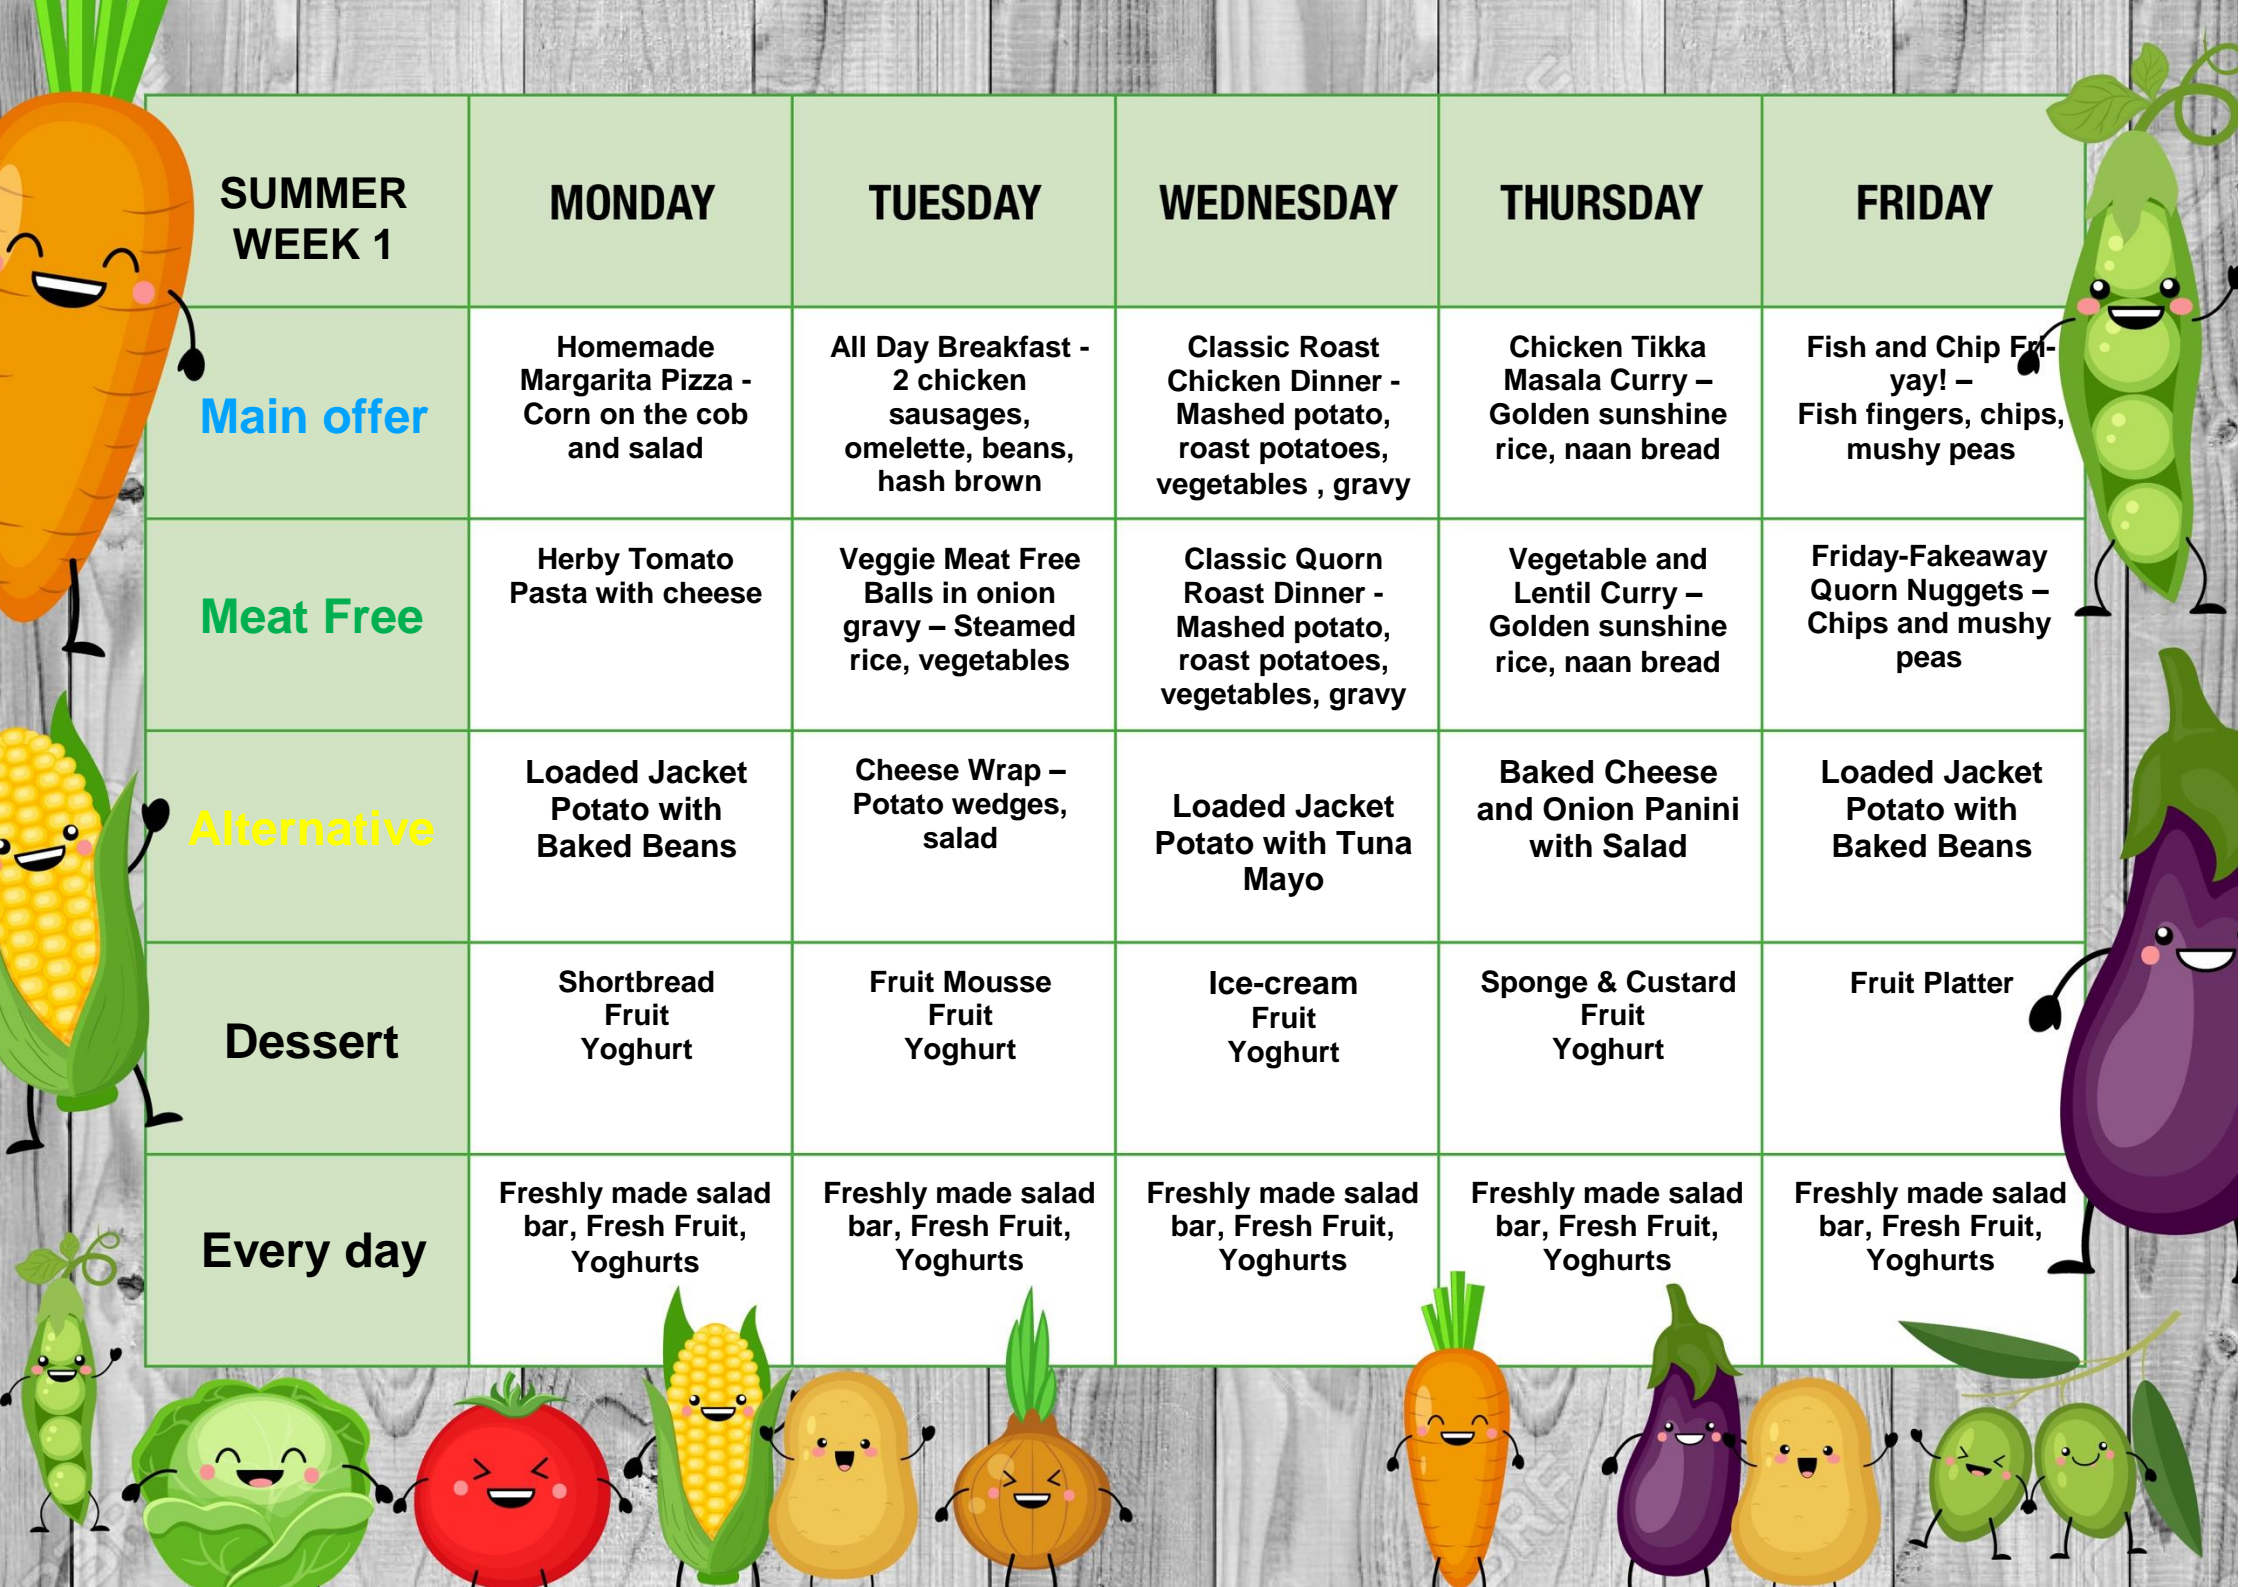 SUMMER
WEEK 1
MONDAY
TUESDAY
WEDNESDAY
THURSDAY
FRIDAY
Main offer
Homemade
Margarita Pizza -
Corn on the cob
and salad
All Day Breakfast -
2 chicken
sausages,
omelette, beans,
hash brown
Classic Roast
Chicken Dinner -
Mashed potato,
roast potatoes,
vegetables , gravy
Chicken Tikka
Masala Curry –
Golden sunshine
rice, naan bread
Fish and Chip Fri-
yay! –
Fish fingers, chips,
mushy peas
Meat Free
Herby Tomato
Pasta with cheese
Veggie Meat Free
Balls in onion
gravy – Steamed
rice, vegetables
Classic Quorn
Roast Dinner -
Mashed potato,
roast potatoes,
vegetables, gravy
Vegetable and
Lentil Curry –
Golden sunshine
rice, naan bread
Friday-Fakeaway
Quorn Nuggets –
Chips and mushy
peas
Alternative
Loaded Jacket
Potato with
Baked Beans
Cheese Wrap –
Potato wedges,
salad
Loaded Jacket
Potato with Tuna
Mayo
Baked Cheese
and Onion Panini
with Salad
Loaded Jacket
Potato with
Baked Beans
Dessert
Shortbread
Fruit
Yoghurt
Fruit Mousse
Fruit
Yoghurt
Ice-cream
Fruit
Yoghurt
Sponge & Custard
Fruit
Yoghurt
Fruit Platter
Every day
Freshly made salad
bar, Fresh Fruit,
Yoghurts
Freshly made salad
bar, Fresh Fruit,
Yoghurts
Freshly made salad
bar, Fresh Fruit,
Yoghurts
Freshly made salad
bar, Fresh Fruit,
Yoghurts
Freshly made salad
bar, Fresh Fruit,
Yoghurts